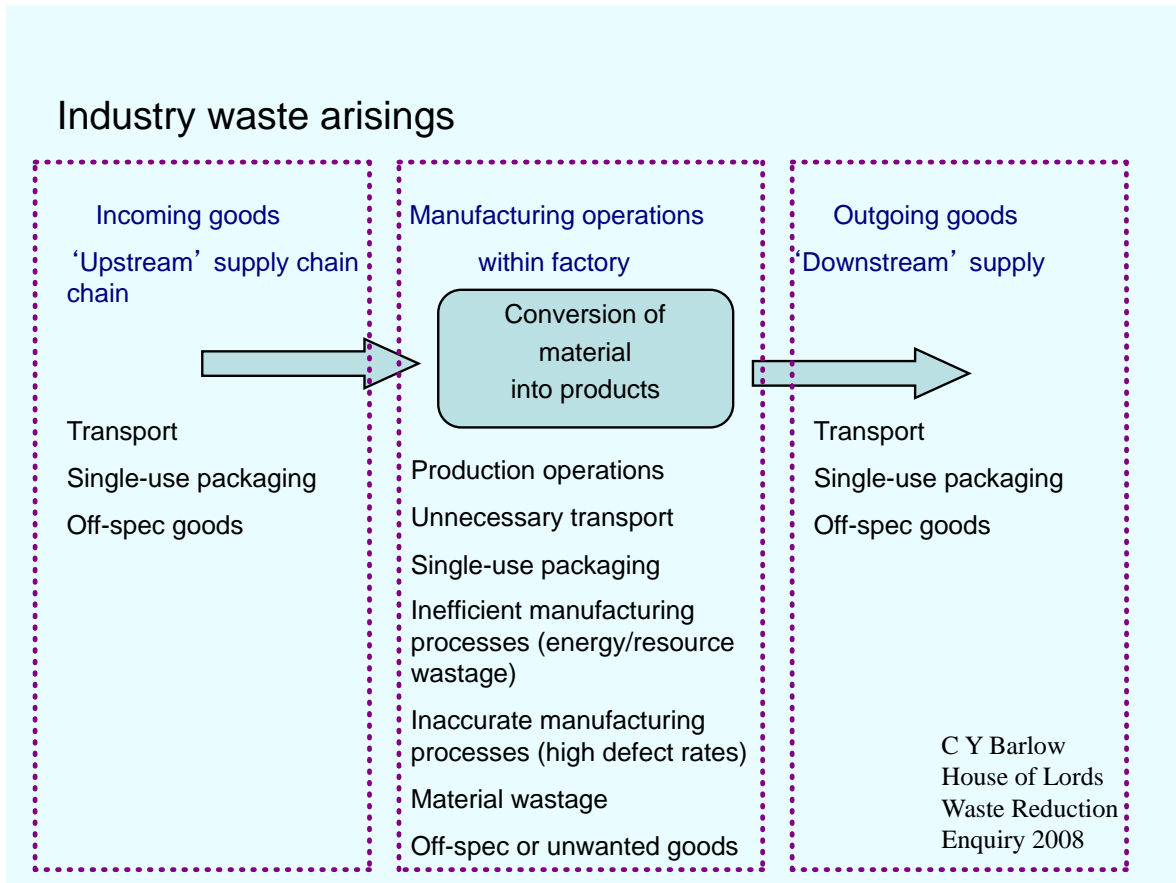 Industry waste arisings
Incoming goods
‘Upstream’ supply chain
chain
Transport
Single-use packaging
Off-spec goods
Manufacturing operations
within factory
Conversion of
material
into products
Production operations
Unnecessary transport
Single-use packaging
Inefficient manufacturing
processes (energy/resource
wastage)
Inaccurate manufacturing
processes (high defect rates)
Material wastage
Off-spec or unwanted goods
Outgoing goods
‘Downstream’ supply
Transport
Single-use packaging
Off-spec goods
C Y Barlow
House of Lords
Waste Reduction
Enquiry 2008